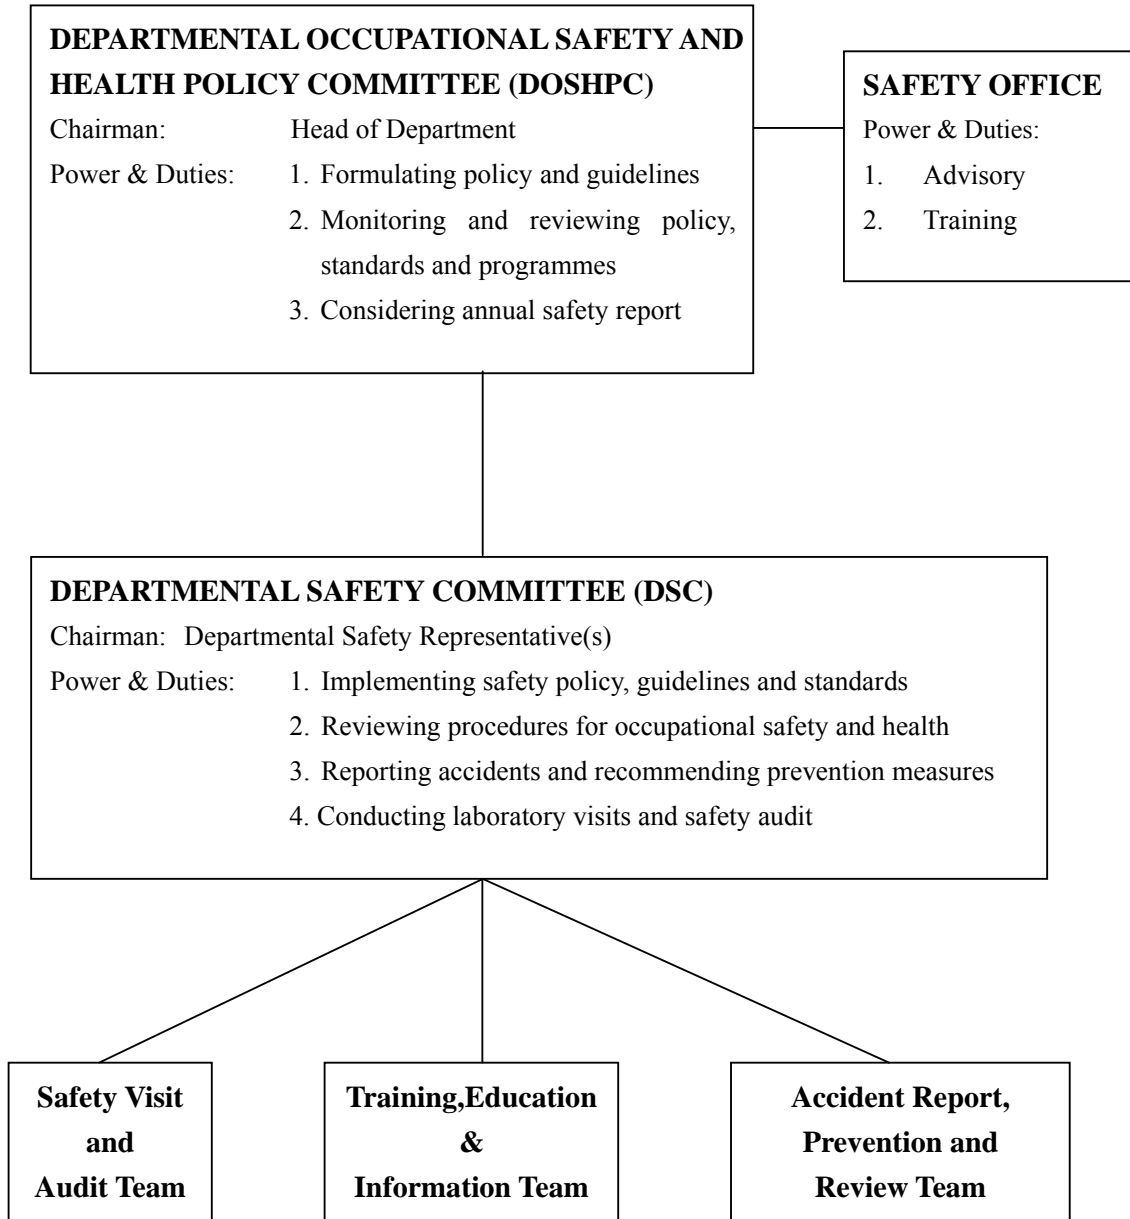 DEPARTMENTAL OCCUPATIONAL SAFETY AND
HEALTH POLICY COMMITTEE (DOSHPC)
Chairman: Head of Department
Power & Duties: 1. Formulating policy and guidelines
2. Monitoring and reviewing policy,
standards and programmes
3. Considering annual safety report
SAFETY OFFICE
Power & Duties:
1. Advisory
2. Training
DEPARTMENTAL SAFETY COMMITTEE (DSC)
Chairman: Departmental Safety Representative(s)
Power & Duties: 1. Implementing safety policy, guidelines and standards
2. Reviewing procedures for occupational safety and health
3. Reporting accidents and recommending prevention measures
4. Conducting laboratory visits and safety audit
Safety Visit
and
Audit Team
Training,Education
&
Information Team
Accident Report,
Prevention and
Review Team